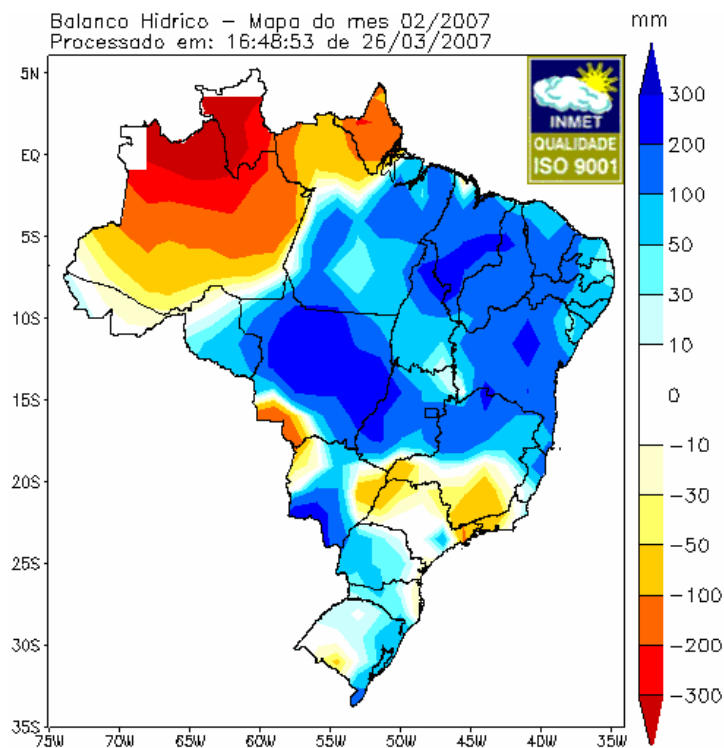 Balanco Hidrico - Mapa do mes 02/2007
Processado em: 16:48:53 de 26/03/2007
mm
INMET
QUALIDADE
ISO 9001
5N
EQ
5S
10S
15S
20S
25S
30S
35S
75W 70W 65W 60W 55W 50W 45W 40W 35W
300
200
100
50
30
10
0
-10
-30
-50
-100
-200
-300